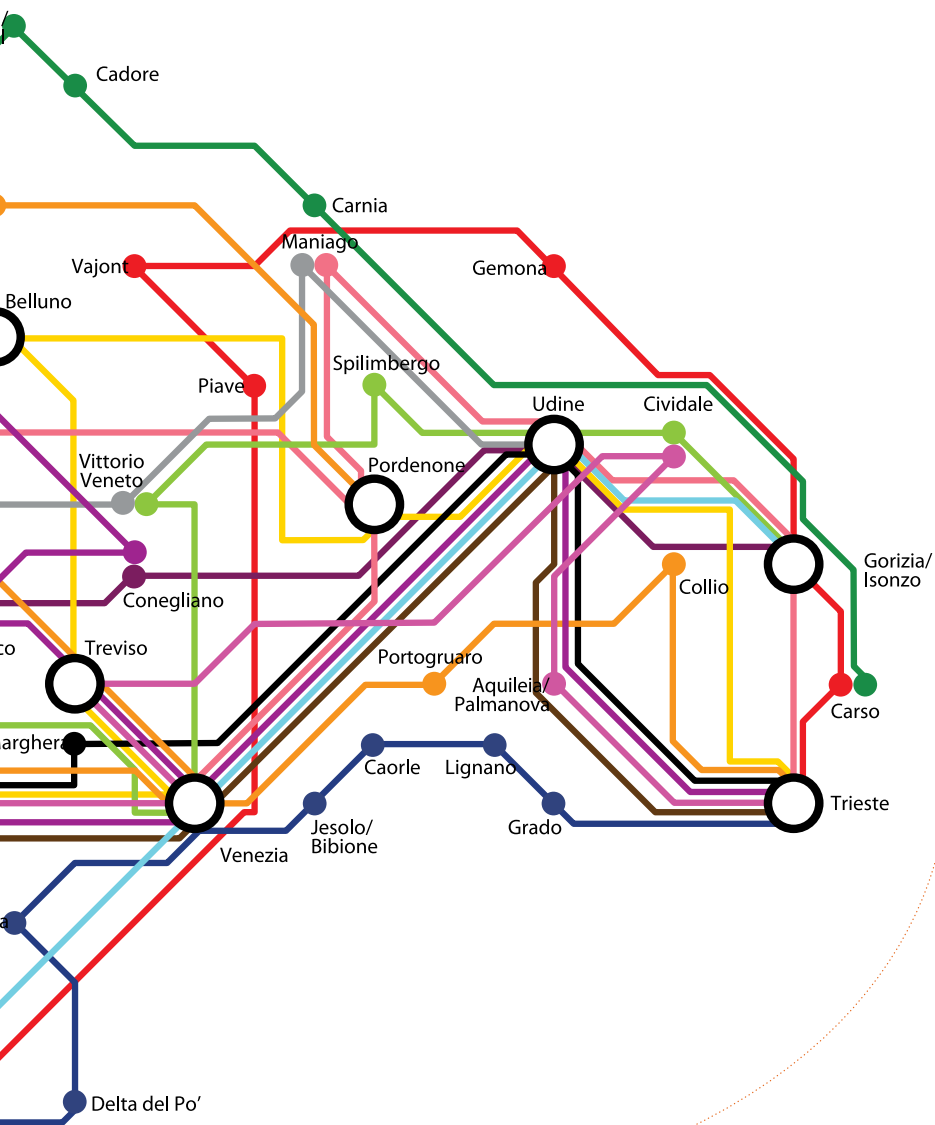 Cadore
Carnia
Maniago
Vajont
Gemona
Belluno
Spilimbergo
Piave
Udine
Cividale
Vittorio
Veneto
Pordenone
Gorizia/
Isonzo
Collio
Conegliano
Treviso
Portogruaro
Aquileia/
Palmanova
Carso
Caorle
Lignano
Trieste
Jesolo/
Bibione
Grado
Venezia
Delta del Po’